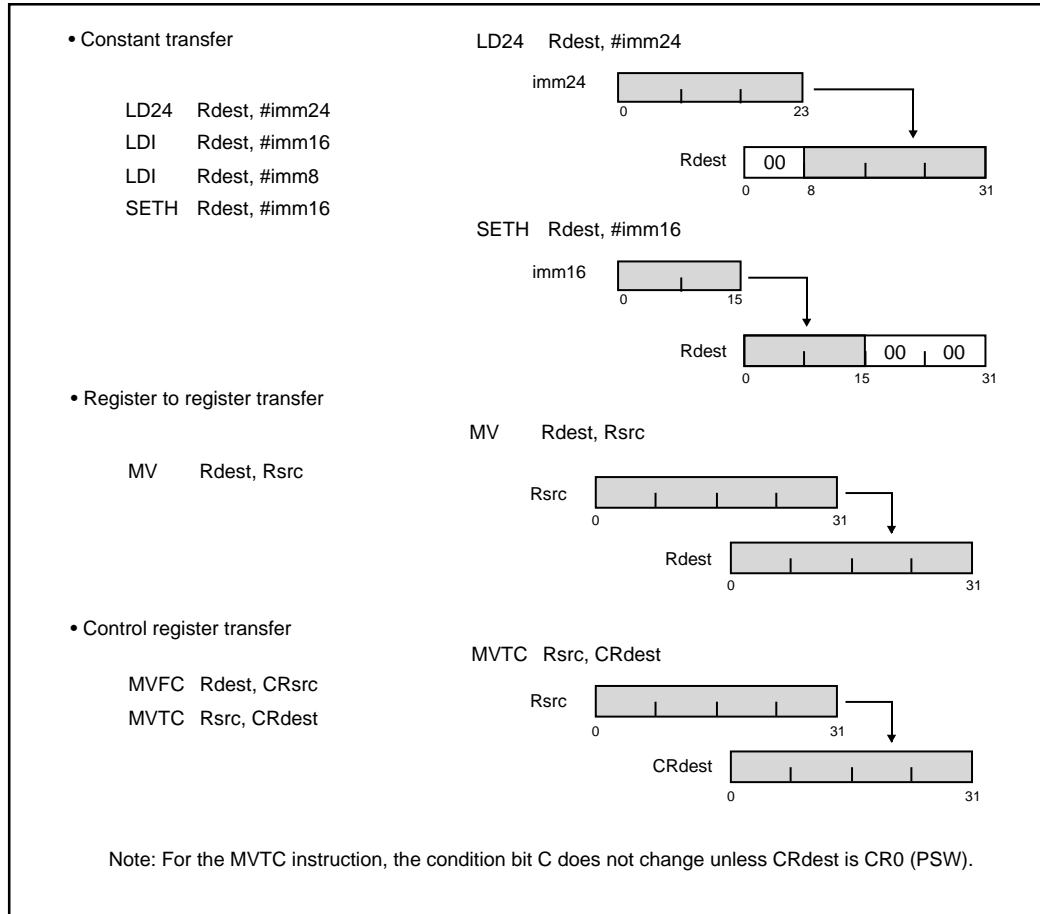 • Constant transfer
LD24 Rdest, #imm24
LDI Rdest, #imm16
LDI Rdest, #imm8
SETH Rdest, #imm16
LD24 Rdest, #imm24
imm24
0 23
Rdest 00
0 8 31
SETH Rdest, #imm16
imm16
0 15
Rdest 00 00
0 15 31
• Register to register transfer
MV Rdest, Rsrc
MV Rdest, Rsrc
Rsrc
0 31
Rdest
0 31
• Control register transfer
MVFC Rdest, CRsrc
MVTC Rsrc, CRdest
MVTC Rsrc, CRdest
Rsrc
0 31
CRdest
0 31
Note: For the MVTC instruction, the condition bit C does not change unless CRdest is CR0 (PSW).